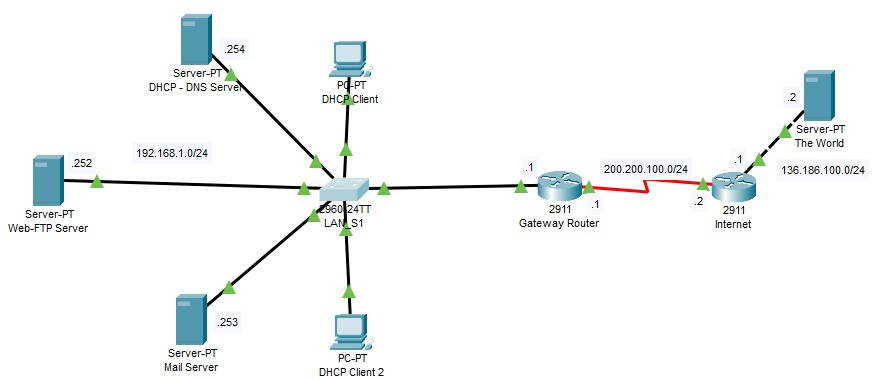 .254
Server-PT
DHCP - DNS Server
PC-PT
DHCP Client
.2
Server-PT
The World
192.168.1.0/24
.252
Server-PT
Web-FTP Server
2960-24TT
LAN_S1
.1
2911
Gateway Router
.1
200.200.100.0/24
.2
.1
136.186.100.0/24
2911
Internet
.253
Server-PT
Mail Server
PC-PT
DHCP Client 2